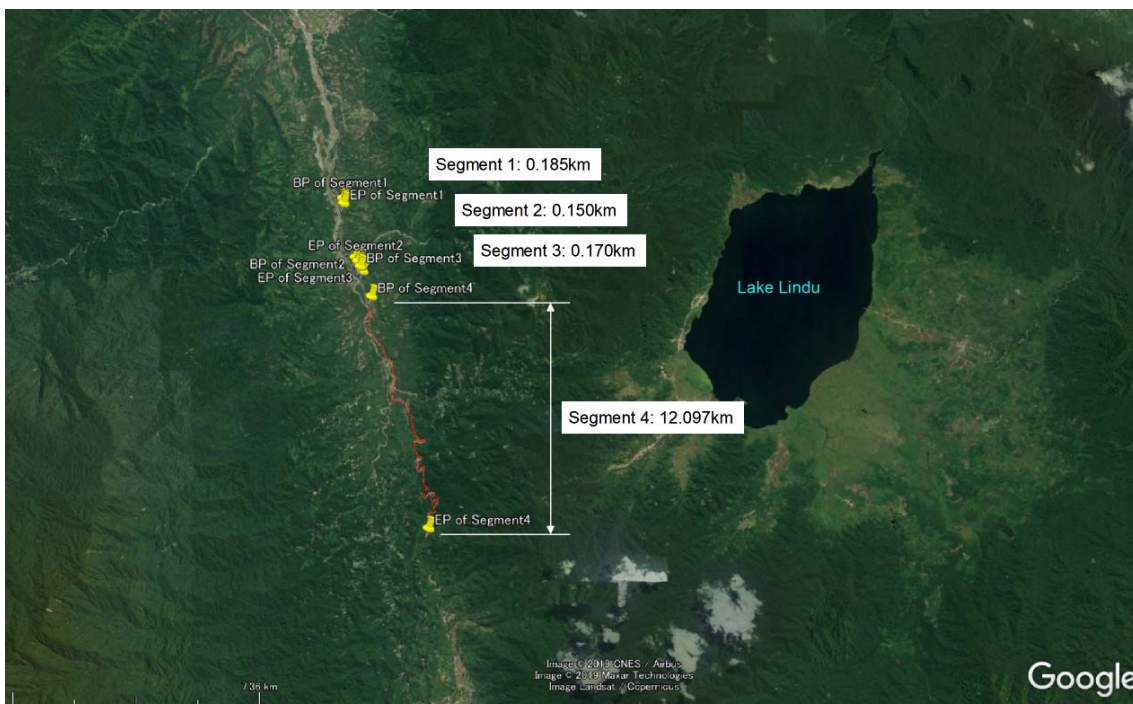 Segment 1: 0.185km
BP of Segment1
EP of Segment1
Segment 2: 0.150km
EP of Segment2
Segment 3: 0.170km
BP of Segment3
BP of Segment2
EP of Segment3
BP of Segment4
Lake Lindu
Segment 4: 12.097km
EP of Segment4
Image © 2019 CNES / Airbus
Image © 2019 Maxar Technologies
Image Landsat / Copernicus
Google